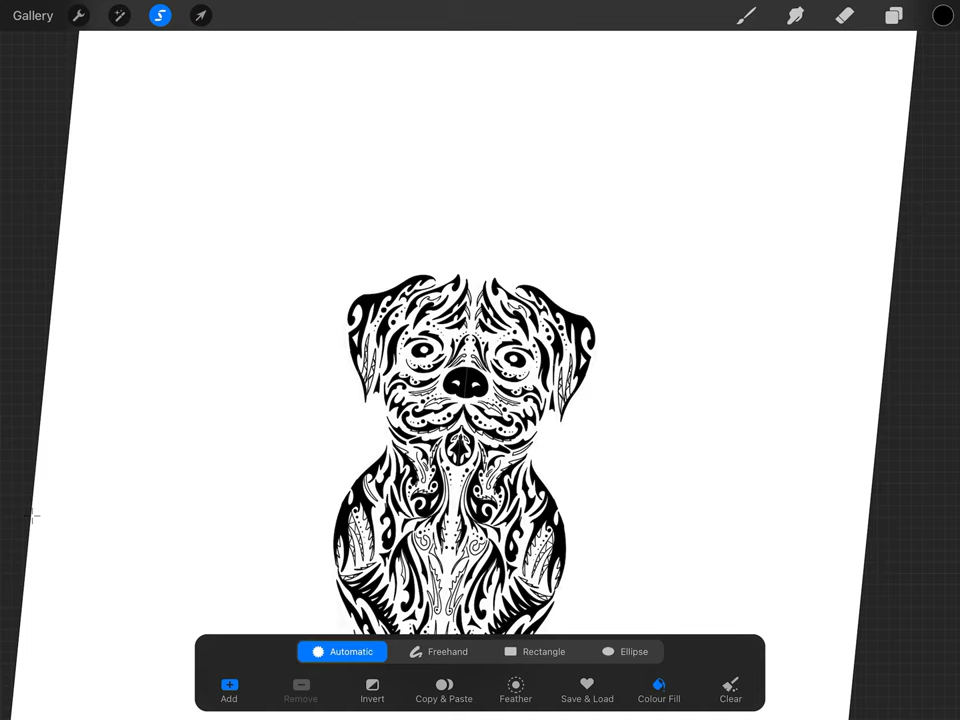 Gallery
Automatic Freehand Rectangle Ellipse
Add Remove Invert Copy & Paste Feather Save & Load Colour Fill Clear